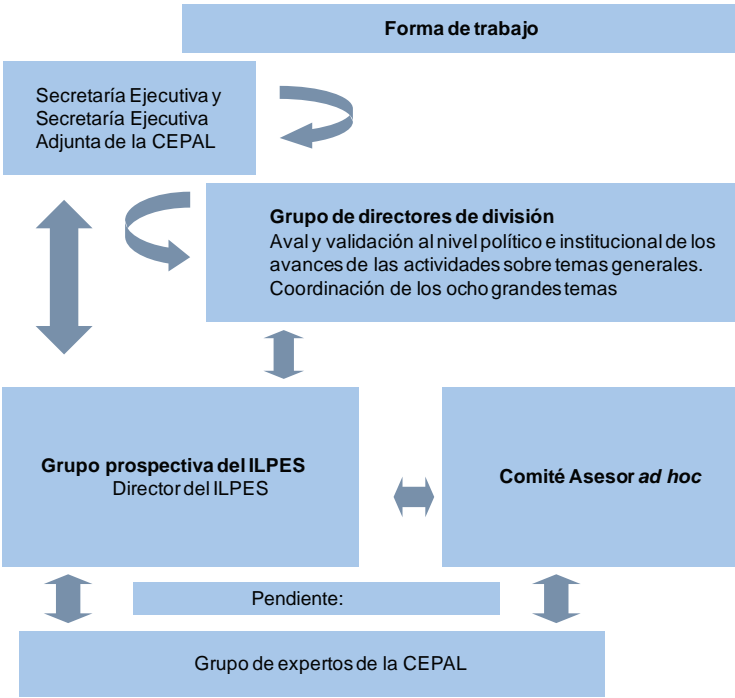 Forma de trabajo
Secretaría Ejecutiva y
Secretaría Ejecutiva
Adjunta de la CEPAL
Grupo de directores de división
Aval y validación al nivel político e institucional de los
avances de las actividades sobre temas generales.
Coordinación de los ocho grandes temas
Grupo prospectiva del ILPES
Director del ILPES
Comité Asesor ad hoc
Pendiente:
Grupo de expertos de la CEPAL